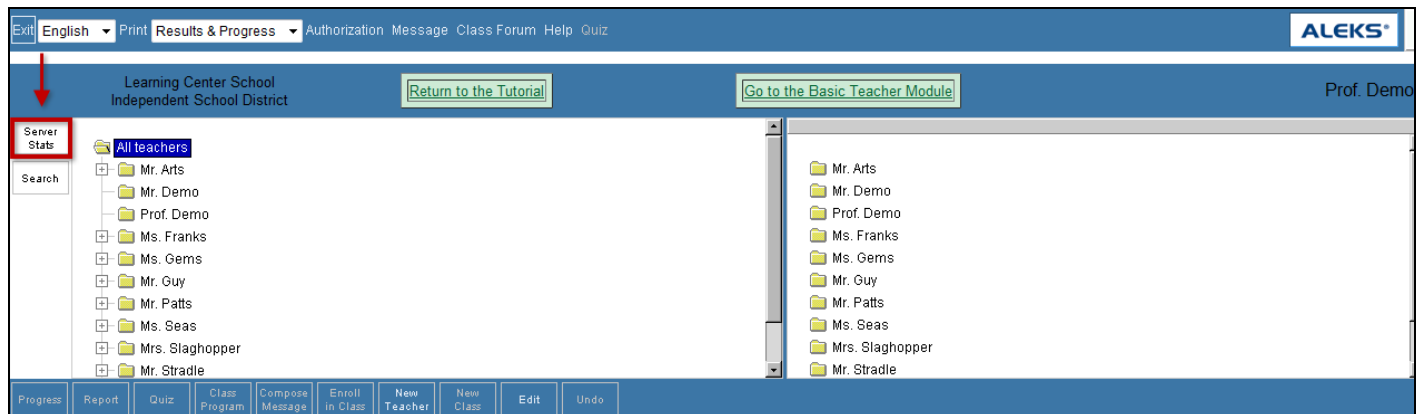 Exit English Print Results & Progress Authorization Message Class Forum Help Quiz
ALEKS®
Learning Center School
Independent School District
Return to the Tutorial
Go to the Basic Teacher Module
Prof. Demo
Server
Stats
Search
All teachers
Mr. Arts
Mr. Demo
Prof. Demo
Ms. Franks
Ms. Gems
Mr. Guy
Mr. Patts
Ms. Seas
Mrs. Slaghopper
Mr. Stradle
Mr. Arts
Mr. Demo
Prof. Demo
Ms. Franks
Ms. Gems
Mr. Guy
Mr. Patts
Ms. Seas
Mrs. Slaghopper
Mr. Stradle
Progress
Report
Quiz
Class
Program
Compose
Message
Enroll
in Class
New
Teacher
New
Class
Edit
Undo